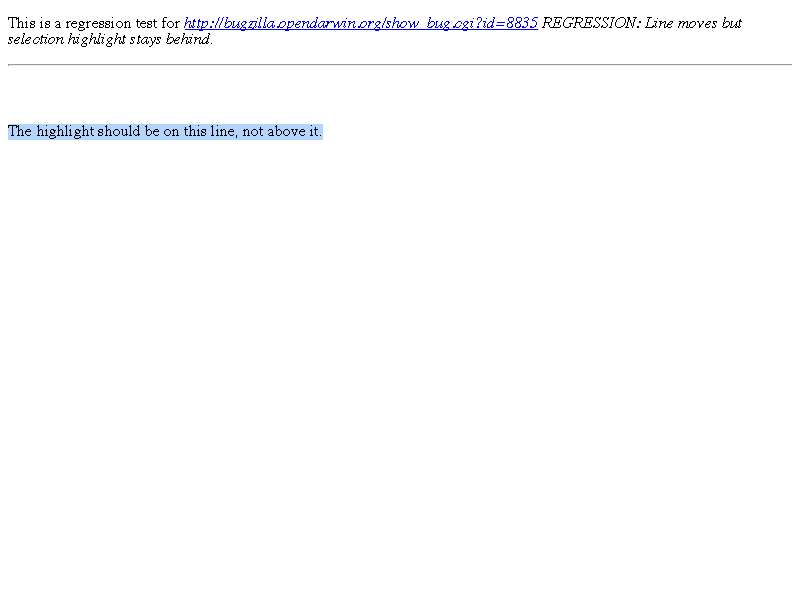 This is a regression test for http://bugzilla.opendarwin.org/show_bug.cgi?id=8835 REGRESSION: Line moves but
selection highlight stays behind.
The highlight should be on this line, not above it.